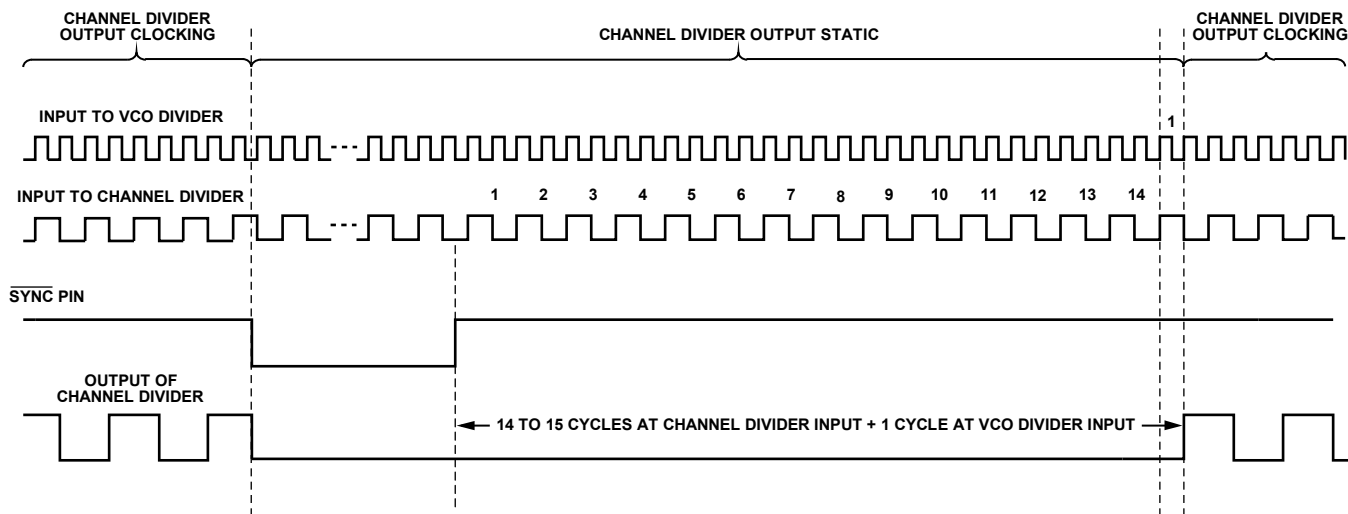 CHANNEL DIVIDER
OUTPUT CLOCKING
CHANNEL DIVIDER OUTPUT STATIC
CHANNEL DIVIDER
OUTPUT CLOCKING
INPUT TO VCO DIVIDER
1
INPUT TO CHANNEL DIVIDER
1 2 3 4 5 6 7 8 9 10 11 12 13 14
SYNC PIN
OUTPUT OF
CHANNEL DIVIDER
14 TO 15 CYCLES AT CHANNEL DIVIDER INPUT + 1 CYCLE AT VCO DIVIDER INPUT